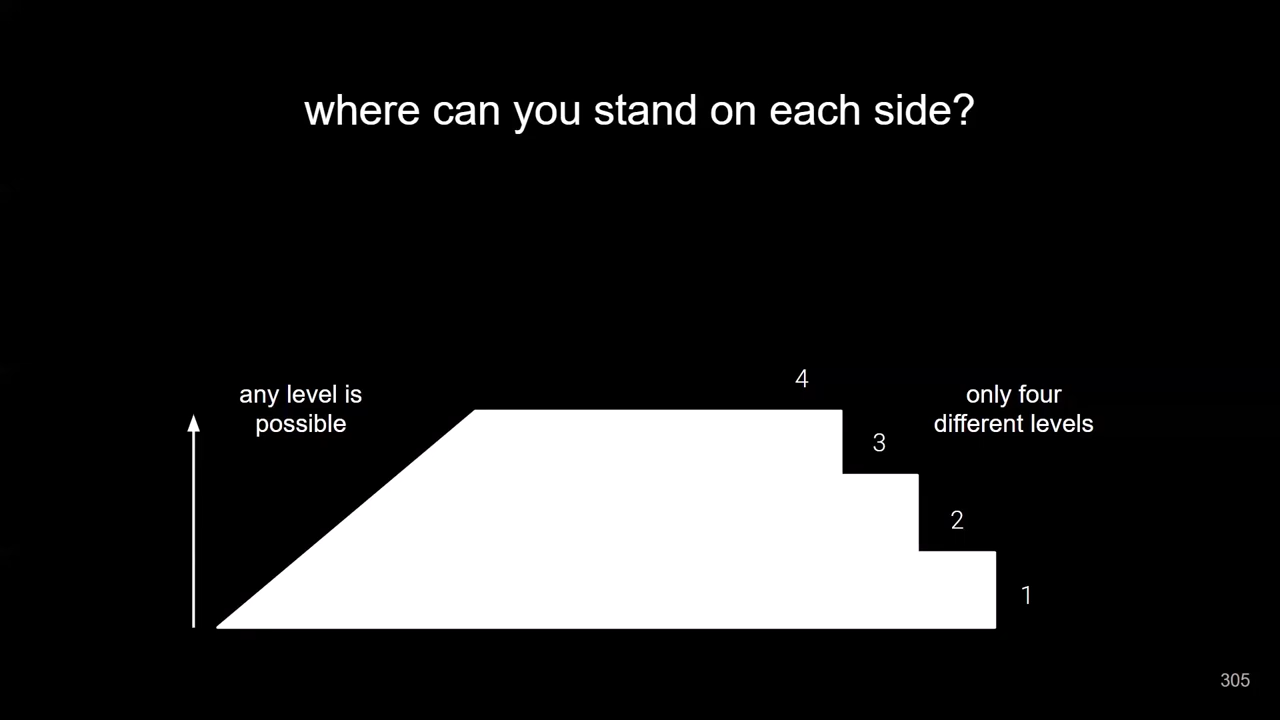 where can you stand on each side?
any level is
possible
4
only four
different levels
3
2
1
305